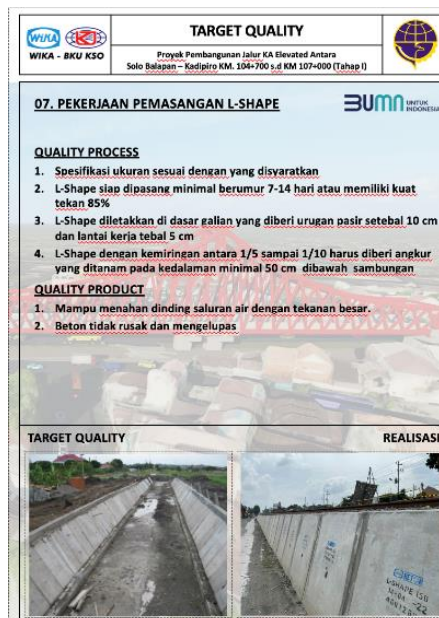 WIKA - BKU KSO
TARGET QUALITY
Proyek Pembangunan Jalur KA Elevated Antara
Solo Balapan – Kadipiro KM. 104+700 s.d KM 107+000 (Tahap I)
07. PEKERJAAN PEMASANGAN L-SHAPE
BUMN UNTUK
INDONESIA
QUALITY PROCESS
1. Spesifikasi ukuran sesuai dengan yang disyaratkan
2. L-Shape siap dipasang minimal berumur 7-14 hari atau memiliki kuat
tekan 85%
3. L-Shape diletakkan di dasar galian yang diberi urugan pasir setebal 10 cm
dan lantai kerja tebal 5 cm
4. L-Shape dengan kemiringan antara 1/5 sampai 1/10 harus diberi angkur
yang ditanam pada kedalaman minimal 50 cm dibawah sambungan
QUALITY PRODUCT
1. Mampu menahan dinding saluran air dengan tekanan besar.
2. Beton tidak rusak dan mengelupas
TARGET QUALITY
REALISASI
L-SHAPE 150